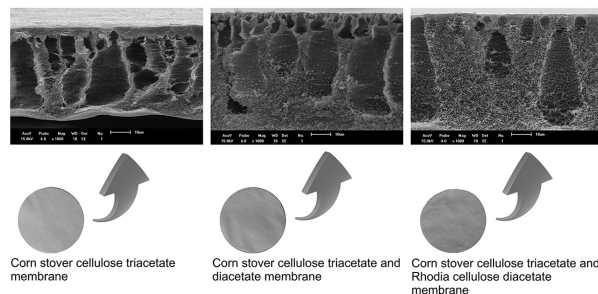 AccV Probe Mag WD Det No.
15.0kV 4.0 x 1000 10 SE 1 10um
AccV Probe Mag WD Det No.
15.0kV 4.0 x 1000 10 SE 1 10um
AccV Probe Mag WD Det No.
15.0kV 4.0 x 1000 10 SE 1 10um
Corn stover cellulose triacetate
membrane
Corn stover cellulose triacetate and
diacetate membrane
Corn stover cellulose triacetate and
Rhodia cellulose diacetate
membrane